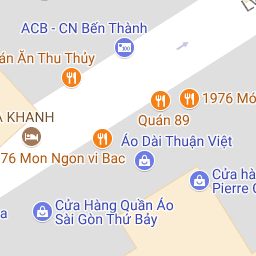 ACB - CN Bến Thành
án Ăn Thu Thủy
1976 Mó
Quán 89
KHANH
76 Mon Ngon vi Bac
Áo Dài Thuận Việt
Cửa hà
Pierre C
Cửa Hàng Quần Áo
Sài Gòn Thứ Bảy
a